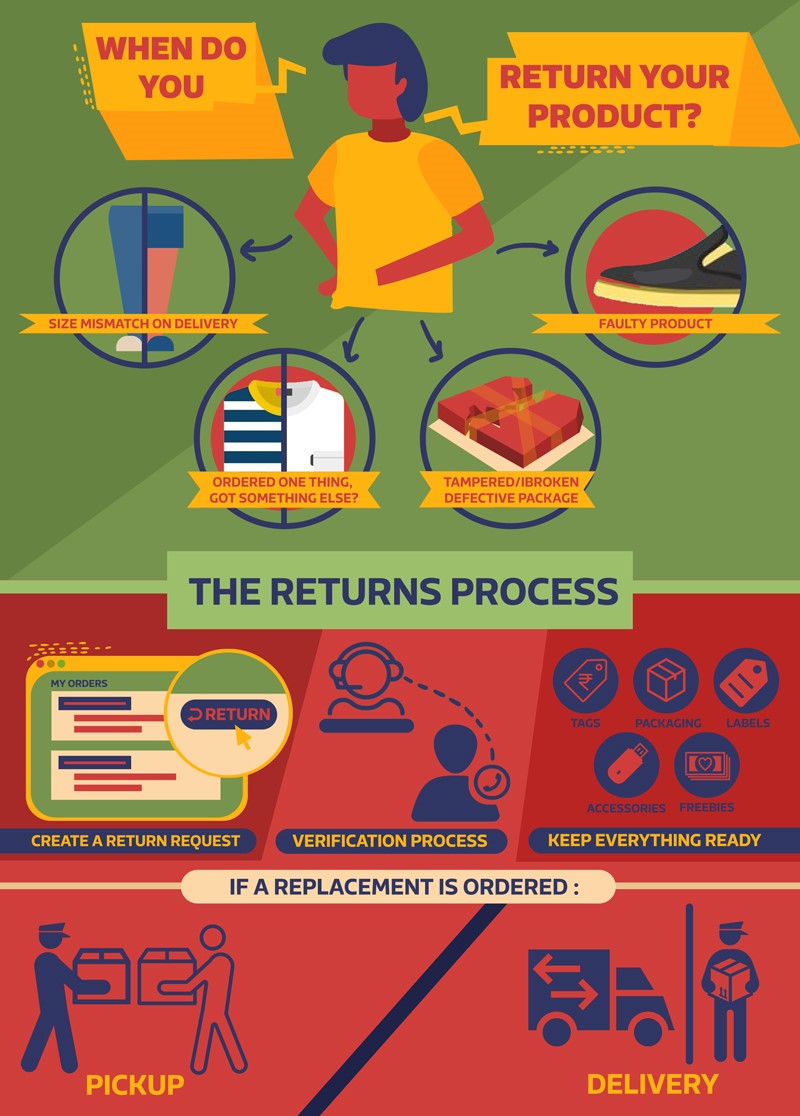 WHEN DO
YOU
RETURN YOUR
PRODUCT?
SIZE MISMATCH ON DELIVERY
FAULTY PRODUCT
ORDERED ONE THING,
GOT SOMETHING ELSE?
TAMPERED/IBROKEN
DEFECTIVE PACKAGE
THE RETURNS PROCESS
MY ORDERS
RETURN
₹
TAGS
PACKAGING
LABELS
ACCESSORIES
FREEBIES
CREATE A RETURN REQUEST
VERIFICATION PROCESS
KEEP EVERYTHING READY
IF A REPLACEMENT IS ORDERED :
PICKUP
DELIVERY